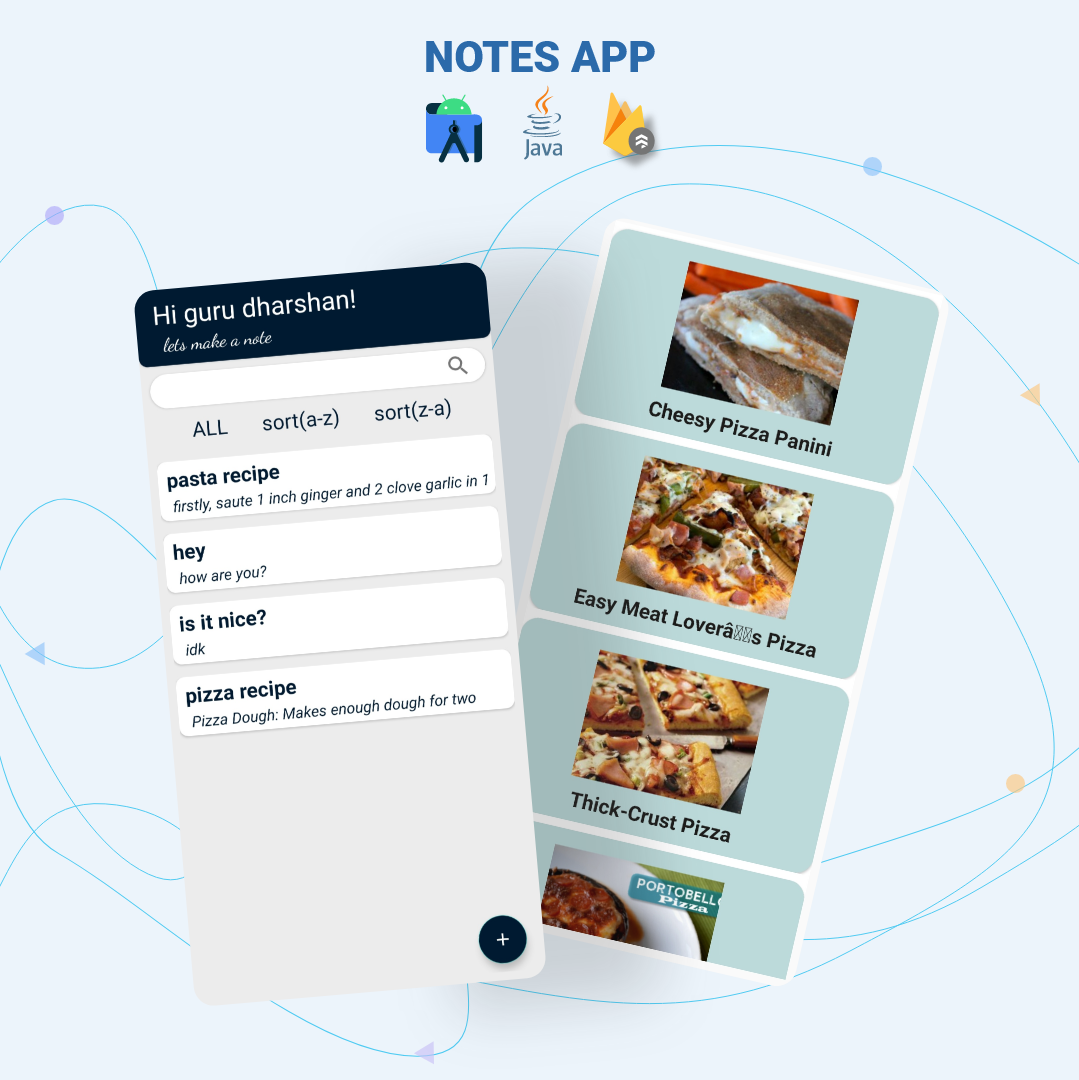 NOTES APP
Java
Hi guru dharshan!
lets make a note
ALL sort(a-z) sort(z-a)
pasta recipe
firstly, saute 1 inch ginger and 2 clove garlic in 1
hey
how are you?
is it nice?
idk
pizza recipe
Pizza Dough: Makes enough dough for two
+
Cheesy Pizza Panini
Easy Meat Loverâs Pizza
Thick-Crust Pizza
PORTOBELLO
Pizza